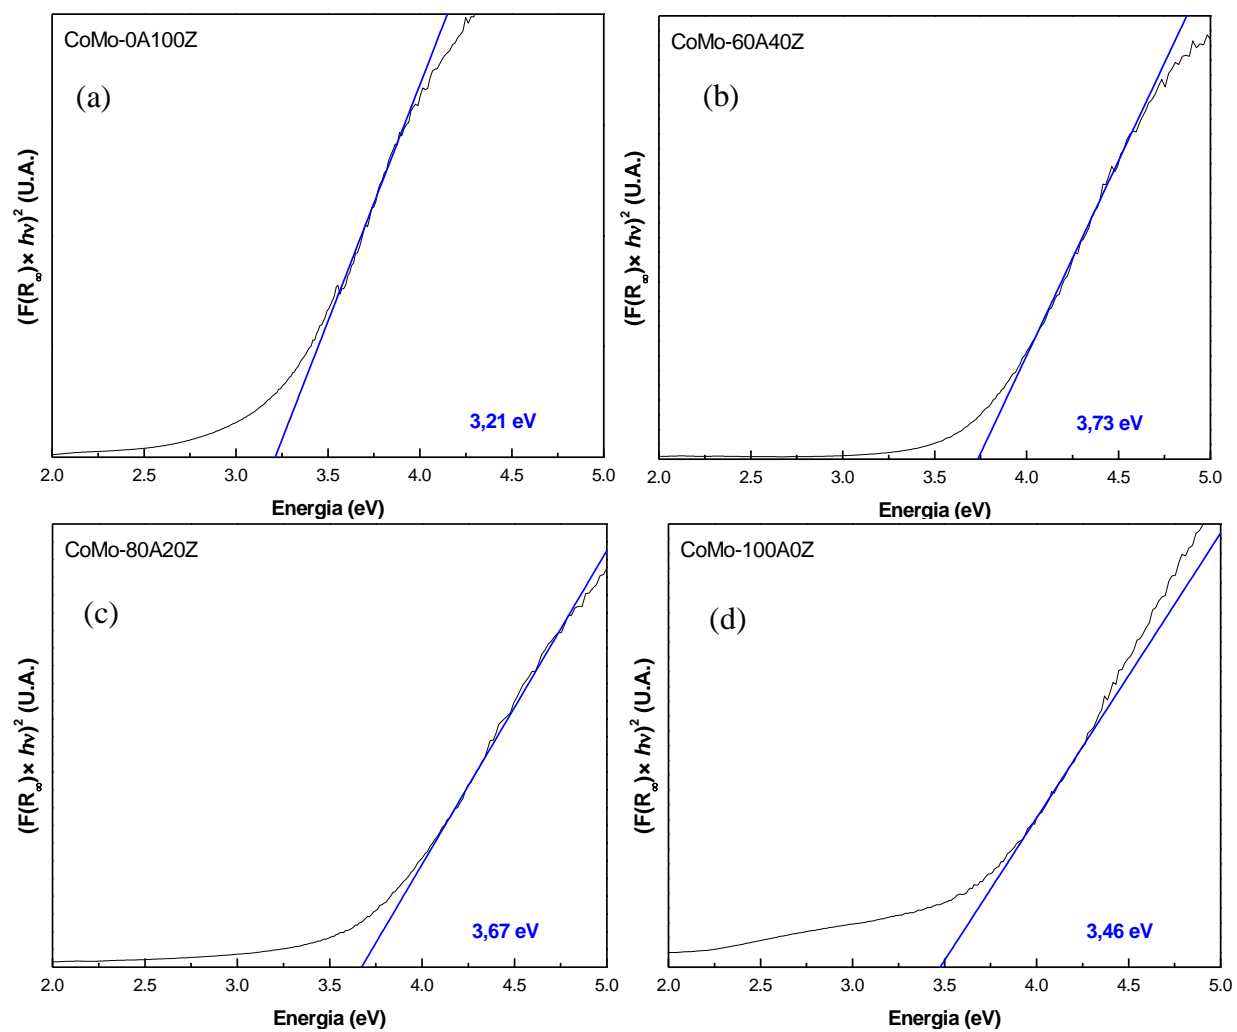 CoMo-0A100Z
(a)
(F(R∞)× hν)² (U.A.)
3,21 eV
2.0 2.5 3.0 3.5 4.0 4.5 5.0
Energia (eV)
CoMo-60A40Z
(b)
(F(R∞)× hν)² (U.A.)
3,73 eV
2.0 2.5 3.0 3.5 4.0 4.5 5.0
Energia (eV)
CoMo-80A20Z
(c)
(F(R∞)× hν)² (U.A.)
3,67 eV
2.0 2.5 3.0 3.5 4.0 4.5 5.0
Energia (eV)
CoMo-100A0Z
(d)
(F(R∞)× hν)² (U.A.)
3,46 eV
2.0 2.5 3.0 3.5 4.0 4.5 5.0
Energia (eV)